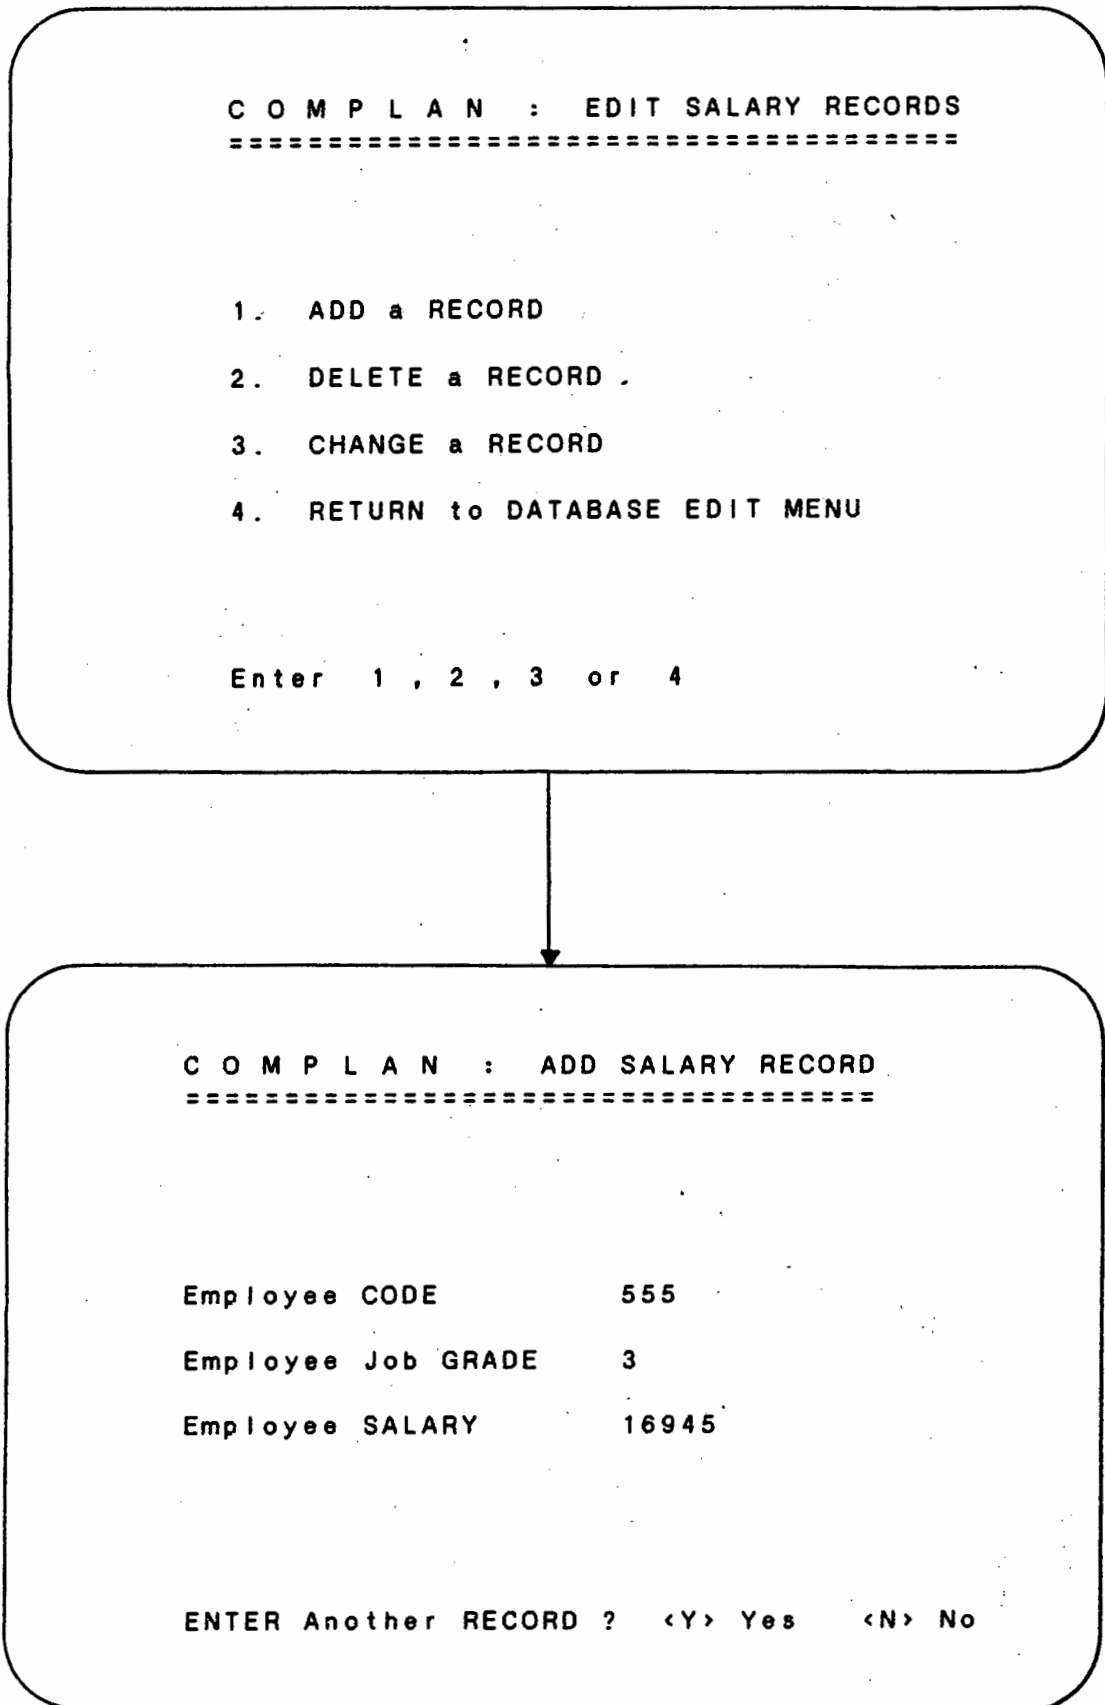 C O M P L A N : EDIT SALARY RECORDS
=====================================
1. ADD a RECORD
2. DELETE a RECORD
3. CHANGE a RECORD
4. RETURN to DATABASE EDIT MENU
Enter 1 , 2 , 3 or 4
C O M P L A N : ADD SALARY RECORD
===================================
Employee CODE 555
Employee Job GRADE 3
Employee SALARY 16945
ENTER Another RECORD ? <Y> Yes <N> No